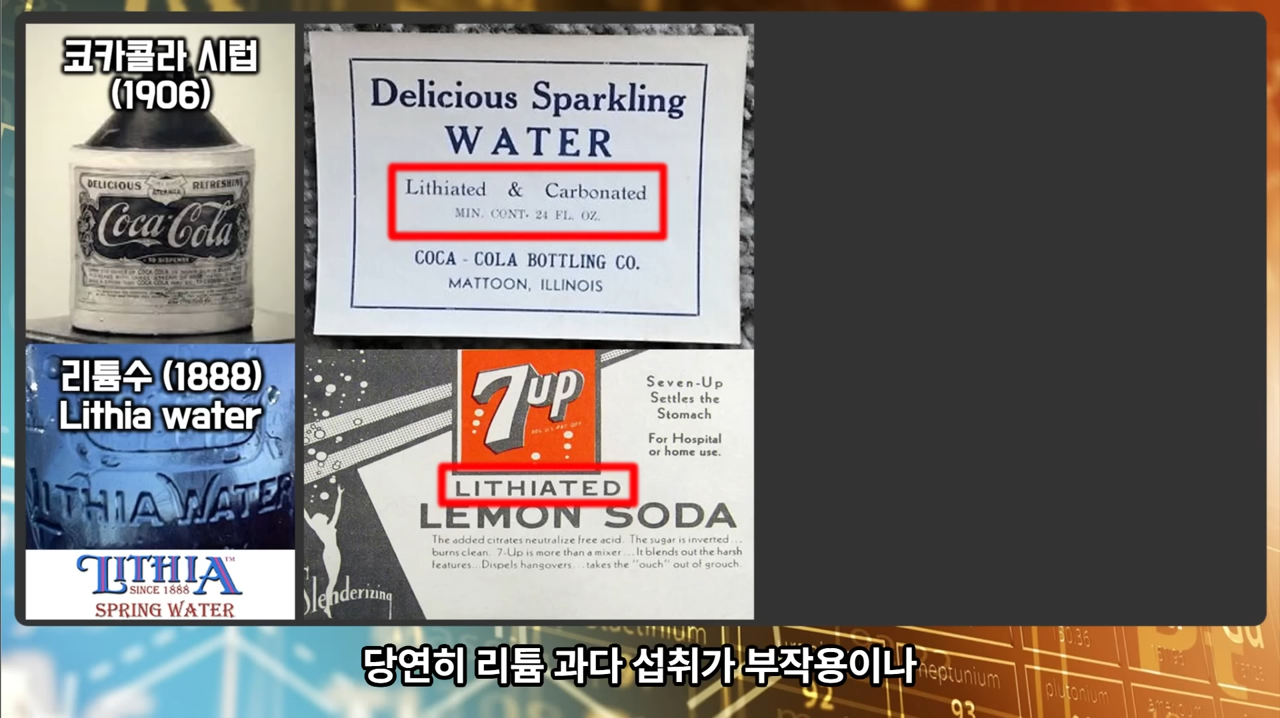 코카콜라 시럽
(1906)
DELICIOUS REFRESHING
Coca-Cola
Delicious Sparkling
WATER
Lithiated & Carbonated
MIN. CONT. 24 FL. OZ.
COCA-COLA BOTTLING CO.
MATTOON, ILLINOIS
리튬수 (1888)
Lithia water
LITHIA WATER
LITHIA™
SINCE 1888
SPRING WATER
7up
Seven-Up
Settles the
Stomach
For Hospital
or home use.
LITHIATED
LEMON SODA
The added citrates neutralize free acid. The sugar is inverted...
burns clean. 7-Up is more than a mixer... It blends out the harsh
features... Dispels hangovers... takes the "ouch" out of grouch.
Slenderizing
당연히 리튬 과다 섭취가 부작용이나
neptunium
plutonium
92
93